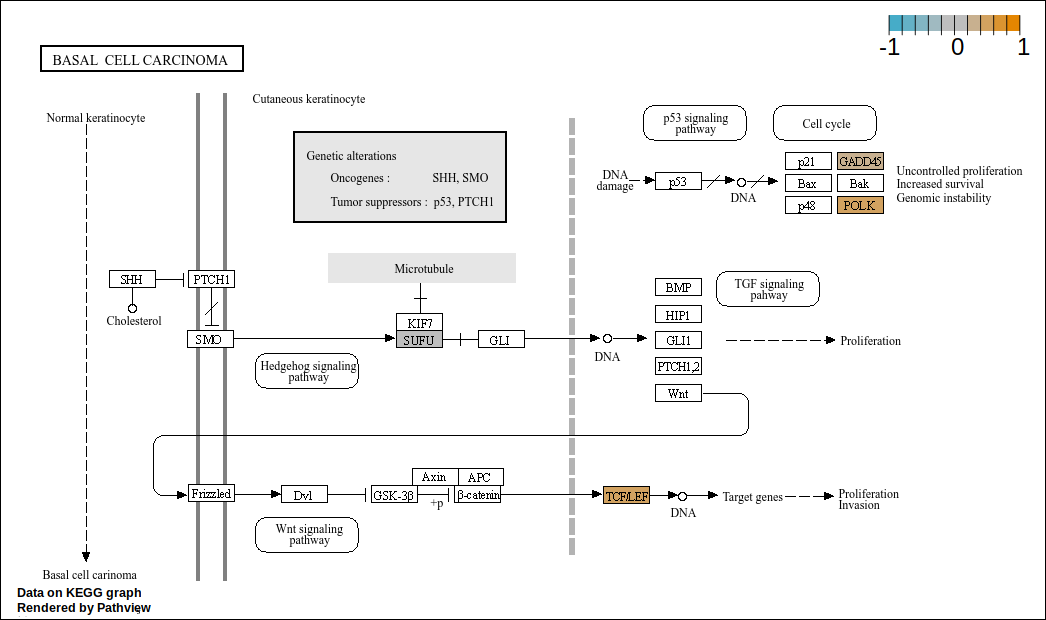 -1 0 1
BASAL CELL CARCINOMA
Normal keratinocyte
Cutaneous keratinocyte
Genetic alterations
Oncogenes : SHH, SMO
Tumor suppressors : p53, PTCH1
p53 signaling
pathway
Cell cycle
DNA
damage
p53
DNA
p21
GADD45
Bax
Bak
p48
POLK
Uncontrolled proliferation
Increased survival
Genomic instability
SHH
PTCH1
Cholesterol
SMO
Microtubule
KIF7
SUFU
GLI
Hedgehog signaling
pathway
DNA
BMP
HIP1
GLI1
PTCH1,2
Wnt
TGF signaling
pahway
Proliferation
Frizzled
Dvl
GSK-3β
Axin
APC
β-catenin
+p
Wnt signaling
pathway
TCF/LEF
DNA
Target genes
Proliferation
Invasion
Basal cell carinoma
Data on KEGG graph
Rendered by Pathview